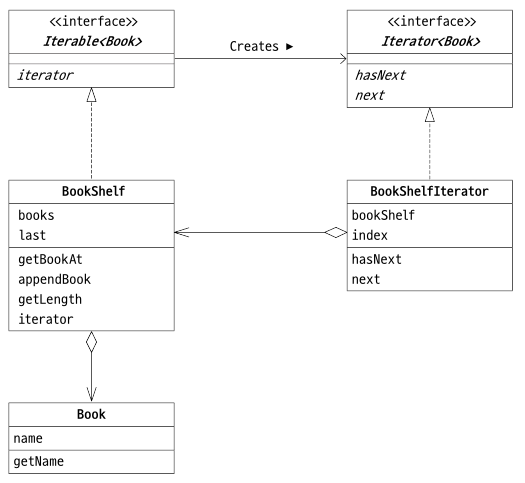 <<interface>>
Iterable<Book>
iterator
Creates ▶
<<interface>>
Iterator<Book>
hasNext
next
BookShelf
books
last
getBookAt
appendBook
getLength
iterator
BookShelfIterator
bookShelf
index
hasNext
next
Book
name
getName